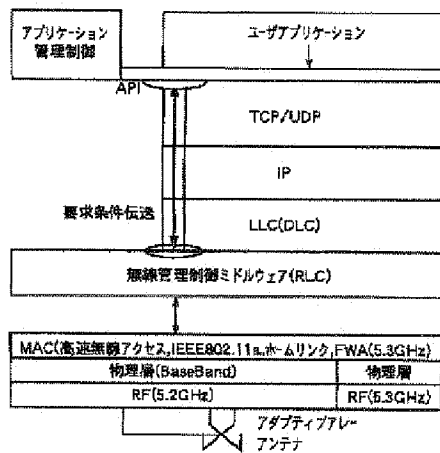 アプリケーション
管理制御
ユーザアプリケーション
API
TCP/UDP
IP
要求条件伝送
LLC(DLC)
無線管理制御ミドルウェア(RLC)
MAC(高速無線アクセス,IEEE802.11a,ホームリンク,FWA(5.3GHz)
物理層(BaseBand)
物理層
RF(5.2GHz)
RF(5.3GHz)
アダプティブアレー
アンテナ